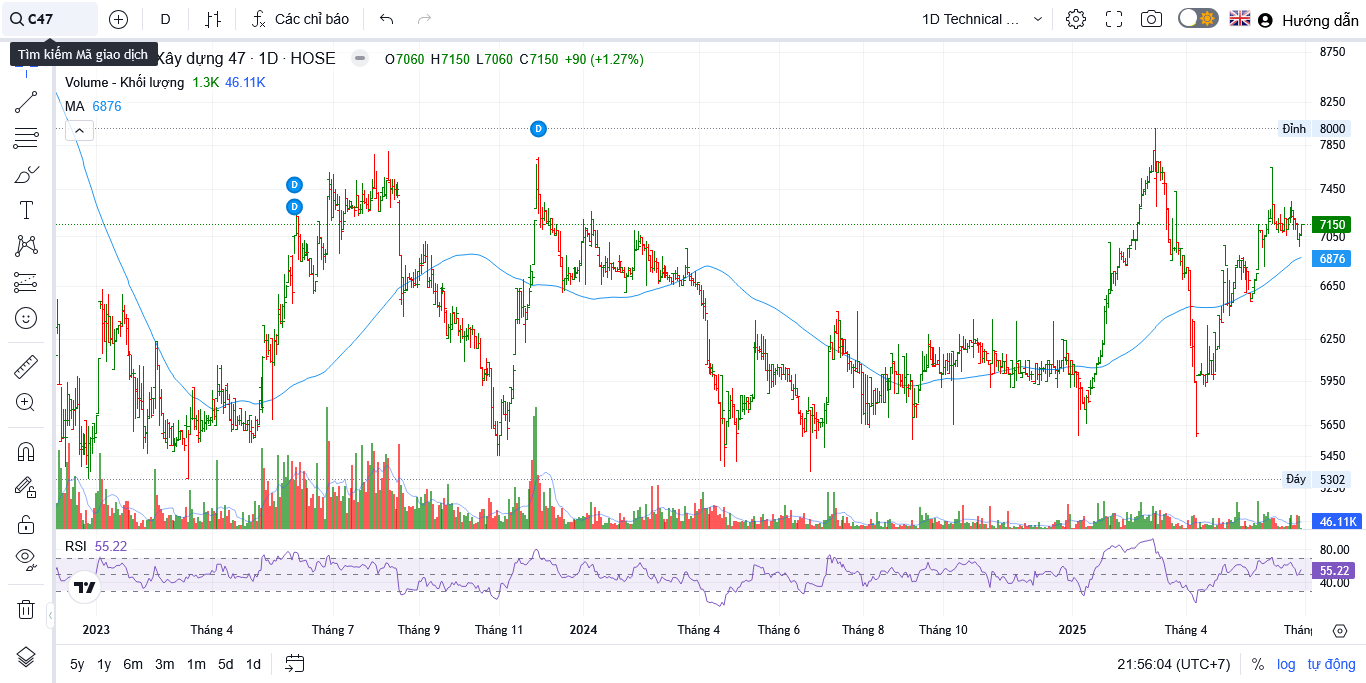 C47
D
Các chỉ báo
1D Technical ...
Hướng dẫn
Tìm kiếm Mã giao dịch
Xây dựng 47 · 1D · HOSE
O7060 H7150 L7060 C7150 +90 (+1.27%)
Volume - Khối lượng 1.3K 46.11K
MA 6876
8750
8250
D
Đỉnh 8000
7850
D
7450
D
7150
7050
6876
6650
6250
5950
5650
5450
Đáy 5302
5250
46.11K
RSI 55.22
80.00
55.22
40.00
2023 Tháng 4 Tháng 7 Tháng 9 Tháng 11 2024 Tháng 4 Tháng 6 Tháng 8 Tháng 10 2025 Tháng 4
5y 1y 6m 3m 1m 5d 1d
21:56:04 (UTC+7) % log tự động